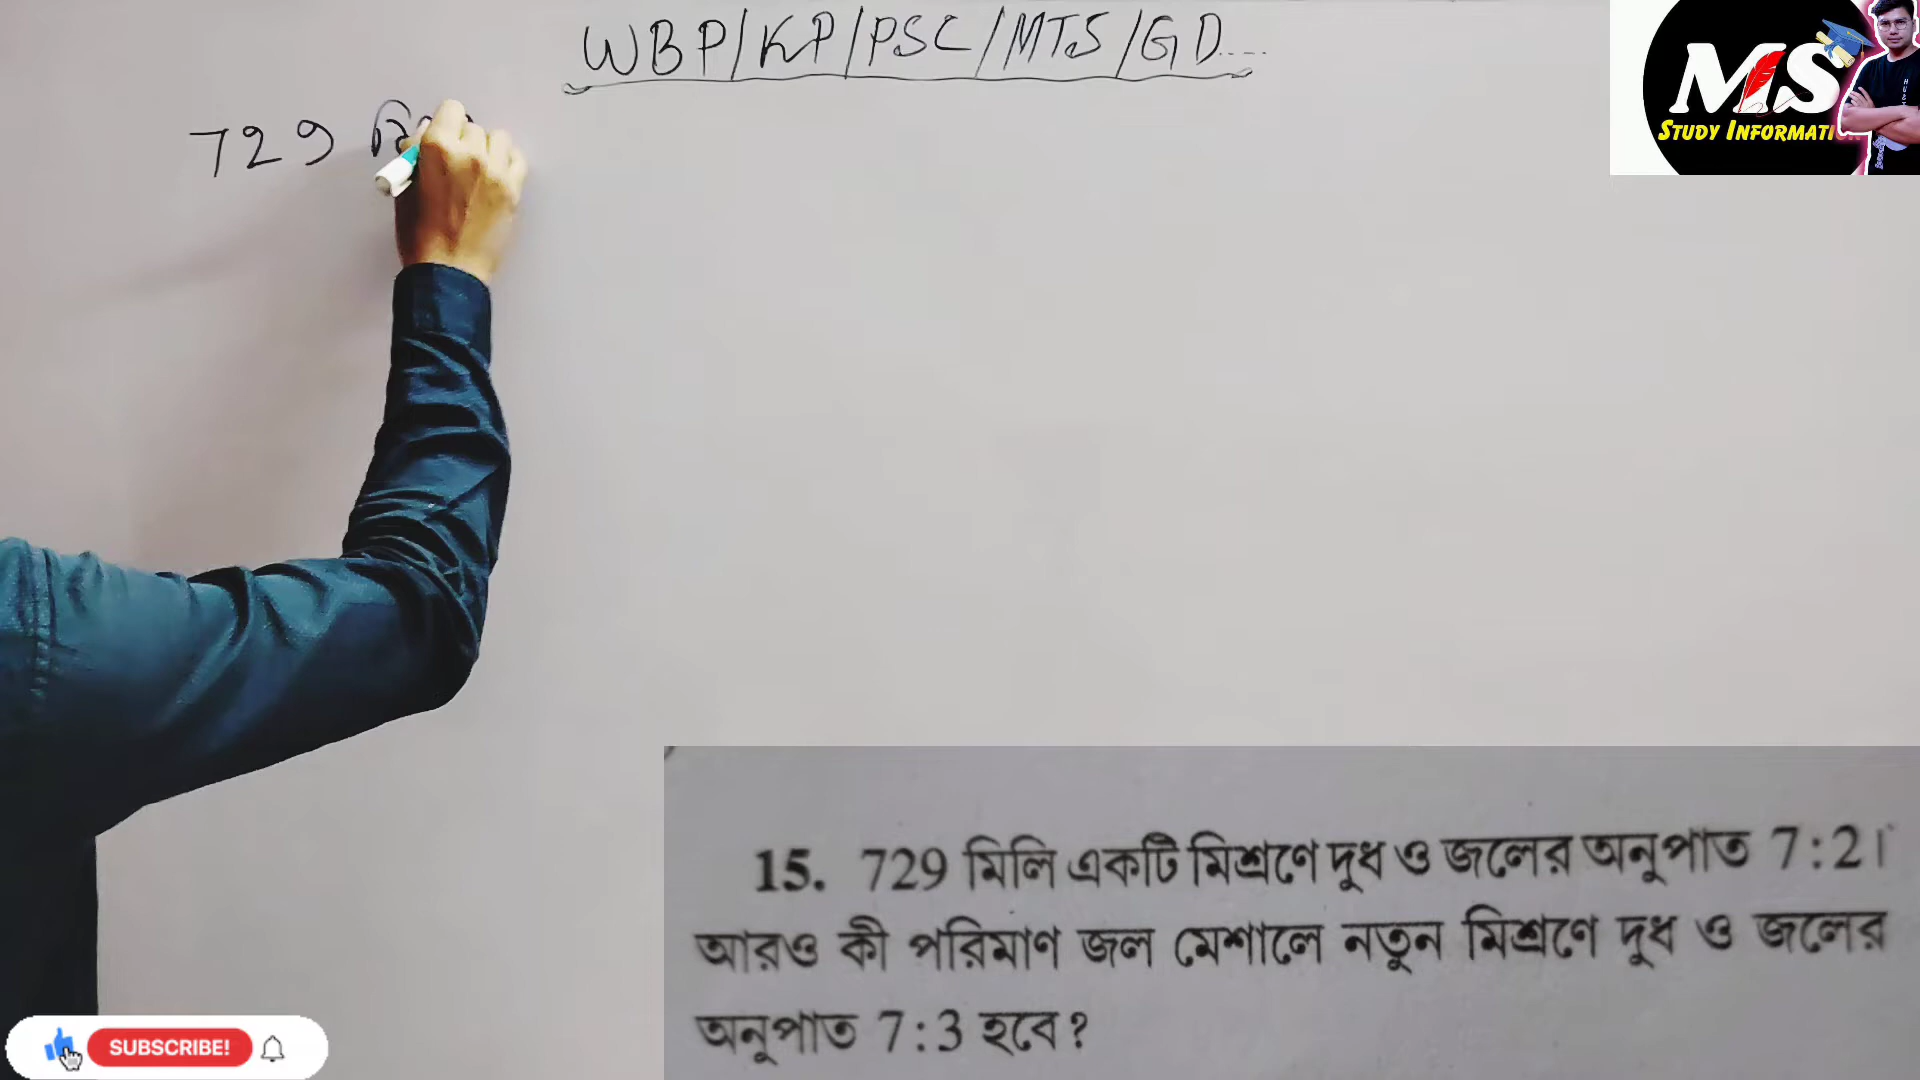 WBP/KP/PSC/MTS/GD....
MS
STUDY INFORMATI
729
15. 729 মিলি একটি মিশ্রণে দুধ ও জলের অনুপাত 7:2।
আরও কী পরিমাণ জল মেশালে নতুন মিশ্রণে দুধ ও জলের
অনুপাত 7:3 হবে?
SUBSCRIBE!